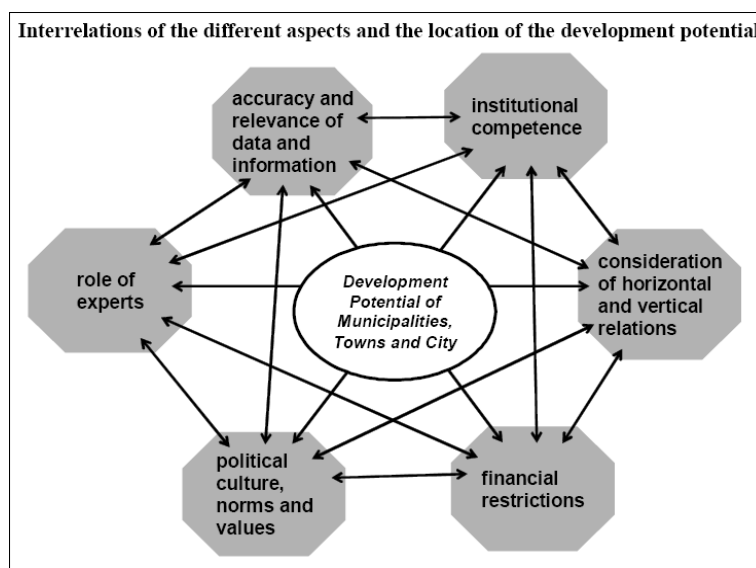 Interrelations of the different aspects and the location of the development potential
accuracy and
relevance of
data and
information
institutional
competence
role of
experts
Development
Potential of
Municipalities,
Towns and City
consideration
of horizontal
and vertical
relations
political
culture,
norms and
values
financial
restrictions